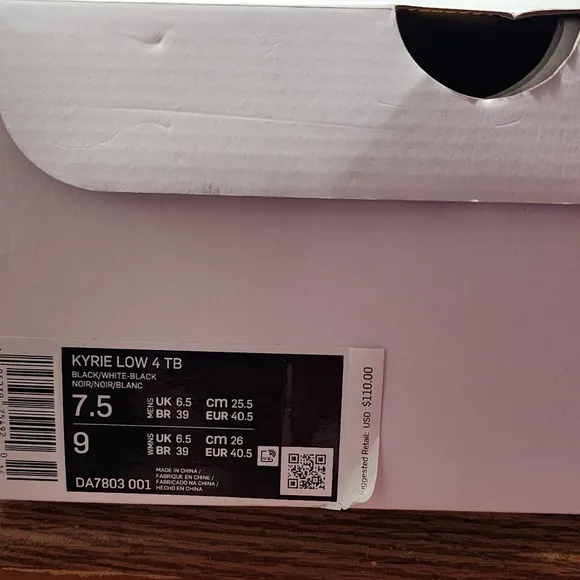 KYRIE LOW 4 TB
BLACK/WHITE-BLACK
NOIR/NOIR/BLANC
7.5 MENS UK 6.5 cm 25.5
BR 39 EUR 40.5
9 WMNS UK 6.5 cm 26
BR 39 EUR 40.5
DA7803 001
MADE IN CHINA /
FABRIQUE EN CHINE /
FABRICADO NA CHINA /
HECHO EN CHINA
Suggested Retail: USD $110.00